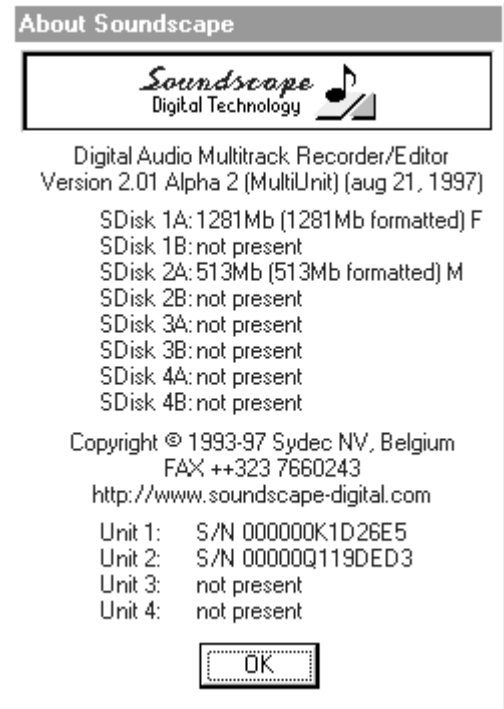 About Soundscape
Soundscape
Digital Technology
Digital Audio Multitrack Recorder/Editor
Version 2.01 Alpha 2 (MultiUnit) (aug 21, 1997)
SDisk 1A: 1281Mb (1281Mb formatted) F
SDisk 1B: not present
SDisk 2A: 513Mb (513Mb formatted) M
SDisk 2B: not present
SDisk 3A: not present
SDisk 3B: not present
SDisk 4A: not present
SDisk 4B: not present
Copyright © 1993-97 Sydec NV, Belgium
FAX ++323 7660243
http://www.soundscape-digital.com
Unit 1: S/N 000000K1D26E5
Unit 2: S/N 00000Q119DED3
Unit 3: not present
Unit 4: not present
OK